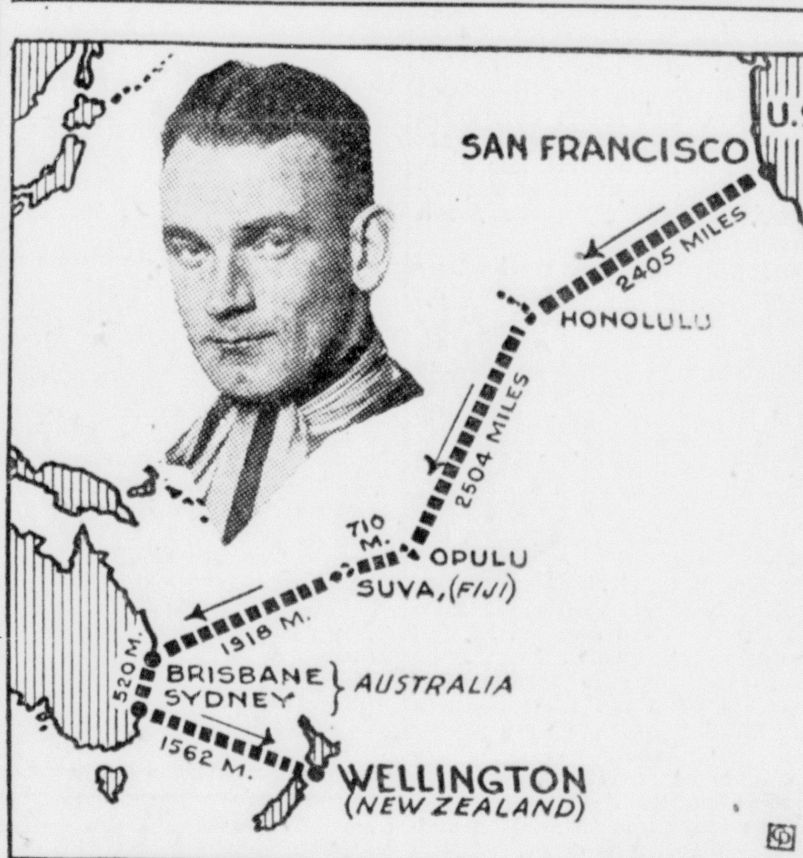 U.S
SAN FRANCISCO
2405 MILES
HONOLULU
2504 MILES
710
M.
OPULU
SUVA, (FIJI)
1918 M.
520 M.
BRISBANE
SYDNEY
AUSTRALIA
1562 M.
WELLINGTON
(NEW ZEALAND)